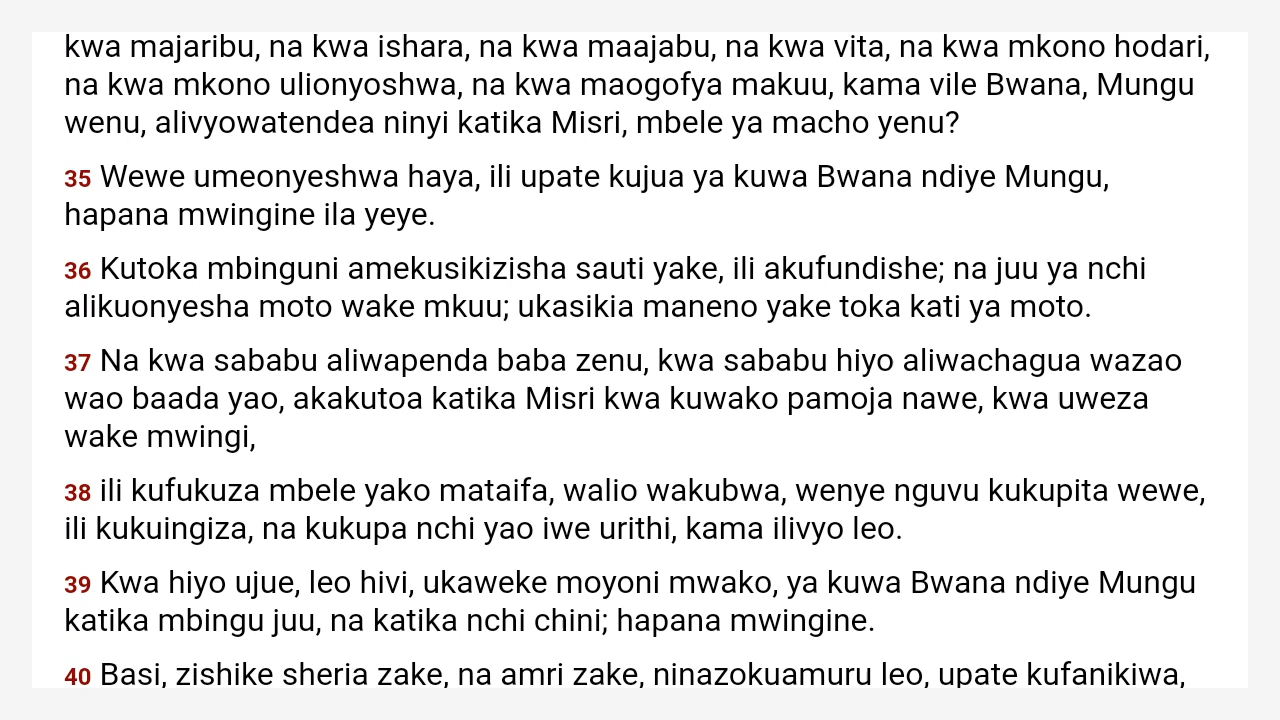 kwa majaribu, na kwa ishara, na kwa maajabu, na kwa vita, na kwa mkono hodari,
na kwa mkono ulionyoshwa, na kwa maogofya makuu, kama vile Bwana, Mungu
wenu, alivyowatendea ninyi katika Misri, mbele ya macho yenu?
35 Wewe umeonyeshwa haya, ili upate kujua ya kuwa Bwana ndiye Mungu,
hapana mwingine ila yeye.
36 Kutoka mbinguni amekusikizisha sauti yake, ili akufundishe; na juu ya nchi
alikuonyesha moto wake mkuu; ukasikia maneno yake toka kati ya moto.
37 Na kwa sababu aliwapenda baba zenu, kwa sababu hiyo aliwachagua wazao
wao baada yao, akakutoa katika Misri kwa kuwako pamoja nawe, kwa uweza
wake mwingi,
38 ili kufukuza mbele yako mataifa, walio wakubwa, wenye nguvu kukupita wewe,
ili kukuingiza, na kukupa nchi yao iwe urithi, kama ilivyo leo.
39 Kwa hiyo ujue, leo hivi, ukaweke moyoni mwako, ya kuwa Bwana ndiye Mungu
katika mbingu juu, na katika nchi chini; hapana mwingine.
40 Basi, zishike sheria zake, na amri zake, ninazokuamuru leo, upate kufanikiwa,